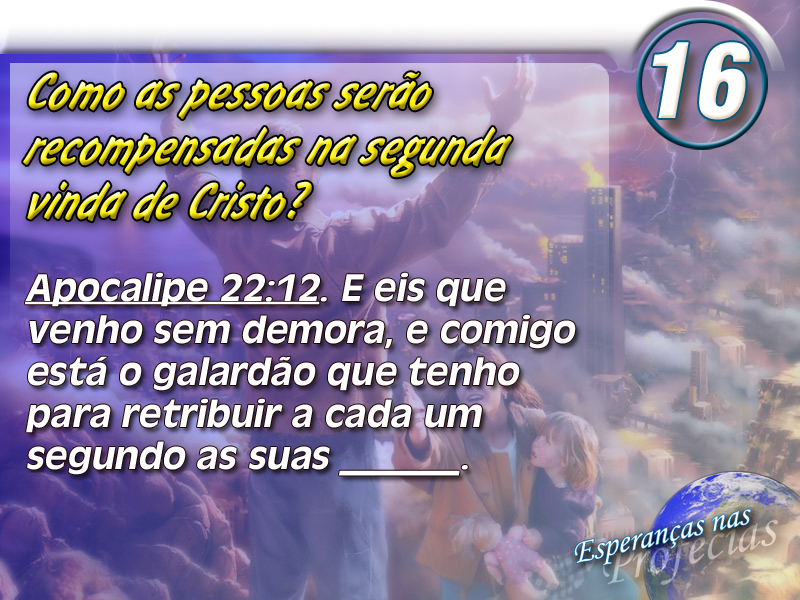 16
Como as pessoas serão
recompensadas na segunda
vinda de Cristo?
Apocalipe 22:12. E eis que
venho sem demora, e comigo
está o galardão que tenho
para retribuir a cada um
segundo as suas ______.
Esperanças nas
Profecias